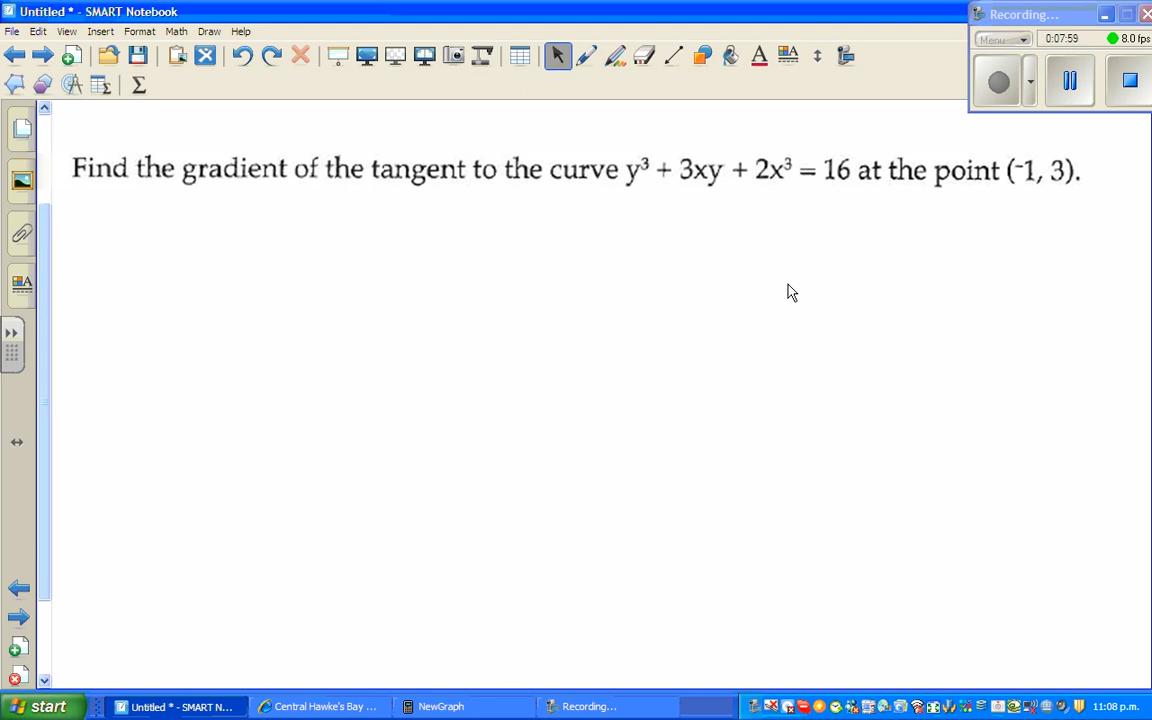 Untitled * - SMART Notebook
Recording...
File Edit View Insert Format Math Draw Help
Menu
0:07:59
8.0 fps
Find the gradient of the tangent to the curve y³ + 3xy + 2x³ = 16 at the point (⁻1, 3).
start
Untitled * - SMART N...
Central Hawke's Bay ...
NewGraph
Recording...
11:08 p.m.